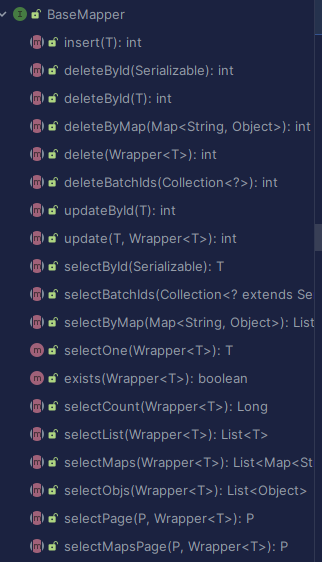 BaseMapper
insert(T): int
deleteById(Serializable): int
deleteById(T): int
deleteByMap(Map<String, Object>): int
delete(Wrapper<T>): int
deleteBatchIds(Collection<?>): int
updateById(T): int
update(T, Wrapper<T>): int
selectById(Serializable): T
selectBatchIds(Collection<? extends Se
selectByMap(Map<String, Object>): List
selectOne(Wrapper<T>): T
exists(Wrapper<T>): boolean
selectCount(Wrapper<T>): Long
selectList(Wrapper<T>): List<T>
selectMaps(Wrapper<T>): List<Map<St
selectObjs(Wrapper<T>): List<Object>
selectPage(P, Wrapper<T>): P
selectMapsPage(P, Wrapper<T>): P